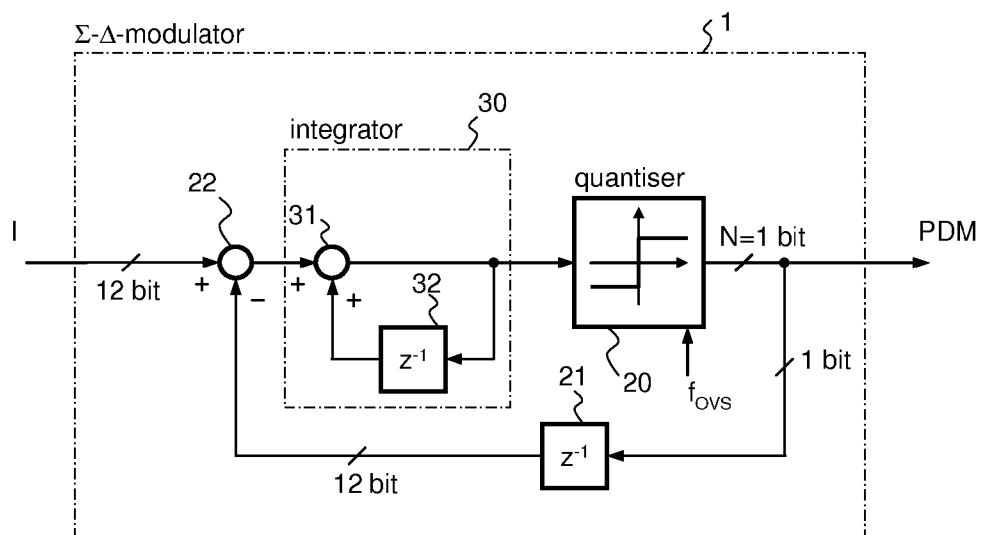 Σ-Δ-modulator
1
30
integrator
22
31
quantiser
I
N=1 bit
PDM
12 bit
+
−
+
+
32
z⁻¹
20
fOVS
1 bit
21
z⁻¹
12 bit